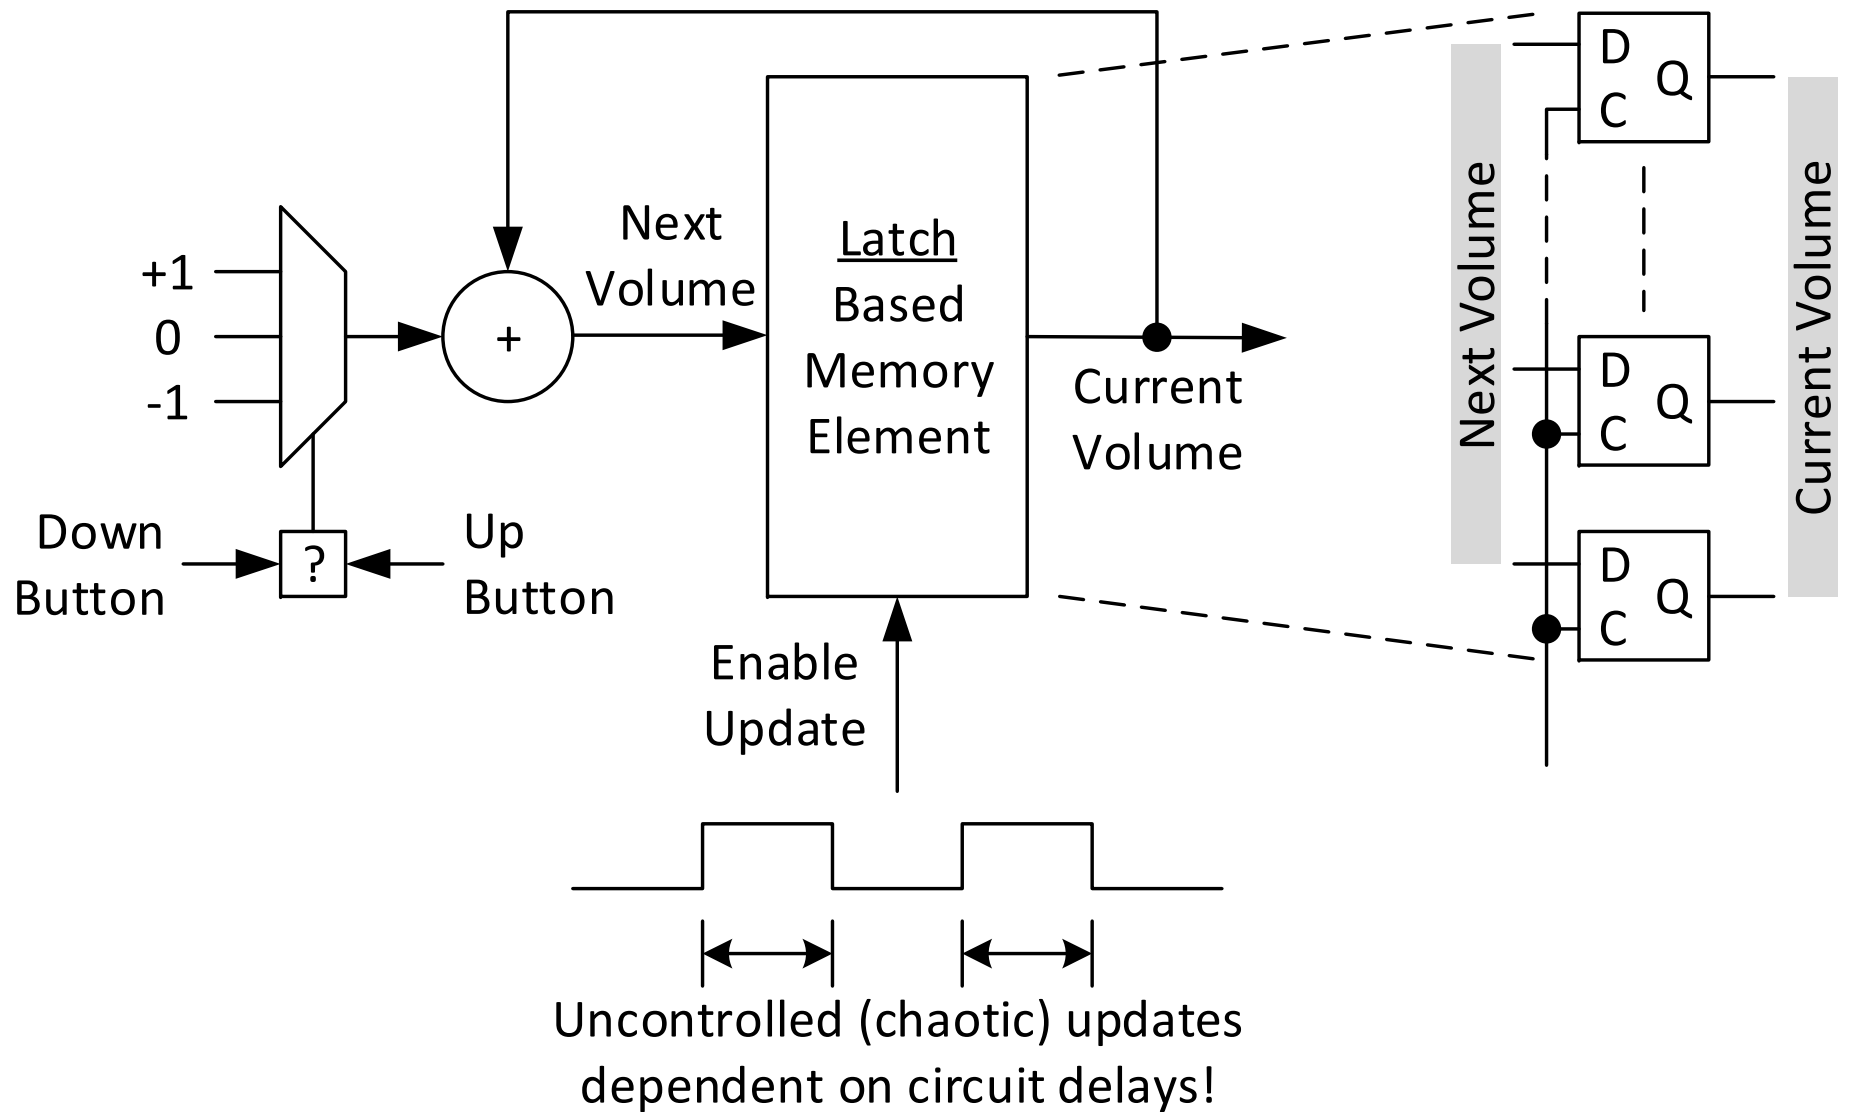 +1
0
-1
Down
Button
?
Up
Button
+
Next
Volume
Latch
Based
Memory
Element
Current
Volume
Enable
Update
Uncontrolled (chaotic) updates
dependent on circuit delays!
Next Volume
D
C
Q
D
C
Q
D
C
Q
Current Volume